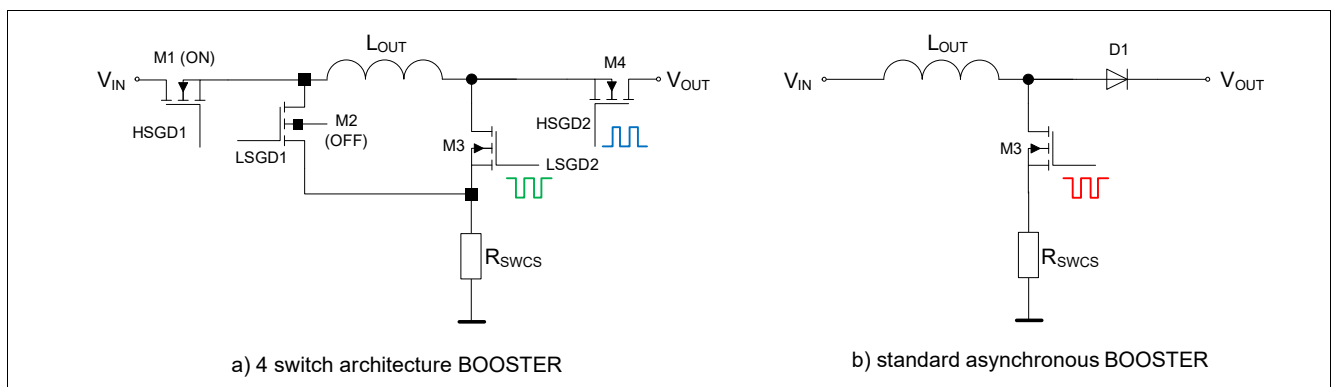 LOUT
M1 (ON)
M4
VIN
VOUT
HSGD1
M2
(OFF)
LSGD1
HSGD2
M3
LSGD2
RSWCS
a) 4 switch architecture BOOSTER
LOUT
D1
VIN
VOUT
M3
RSWCS
b) standard asynchronous BOOSTER